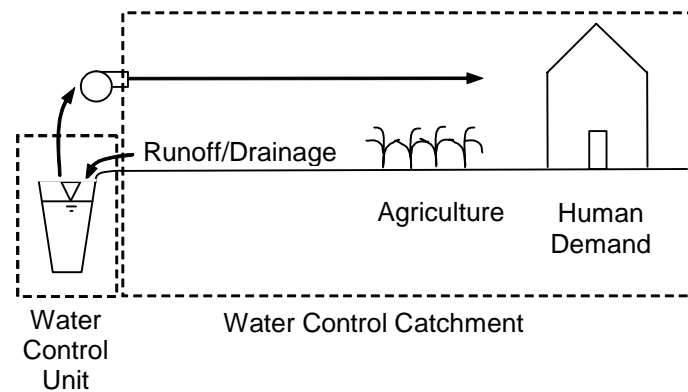 Runoff/Drainage
Agriculture
Human
Demand
Water
Control
Unit
Water Control Catchment